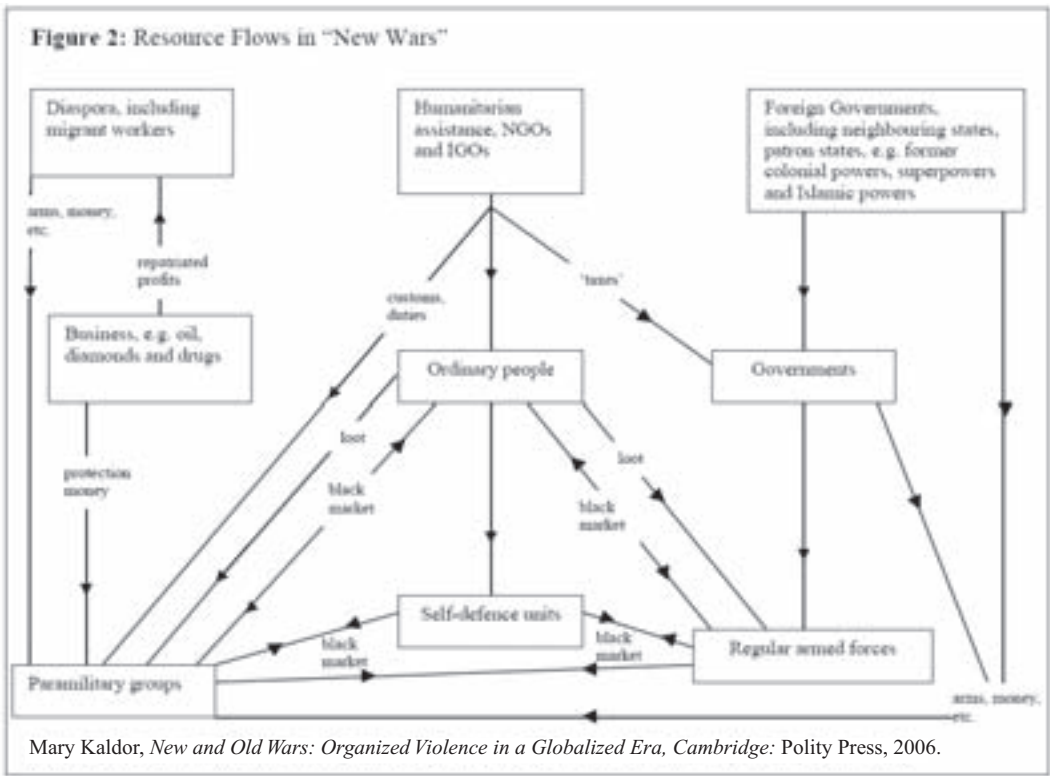 Figure 2: Resource Flows in “New Wars”
Diaspora, including
migrant workers
Humanitarian
assistance, NGOs
and IGOs
Foreign Governments,
including neighbouring states,
patron states, e.g. former
colonial powers, superpowers
and Islamic powers
arms, money,
etc.
repatriated
profits
customs,
duties
'taxes'
Business, e.g. oil,
diamonds and drugs
Ordinary people
Governments
protection
money
loot
black
market
loot
black
market
Self-defence units
black
market
black
market
Regular armed forces
Paramilitary groups
arms, money,
etc.
Mary Kaldor, New and Old Wars: Organized Violence in a Globalized Era, Cambridge: Polity Press, 2006.